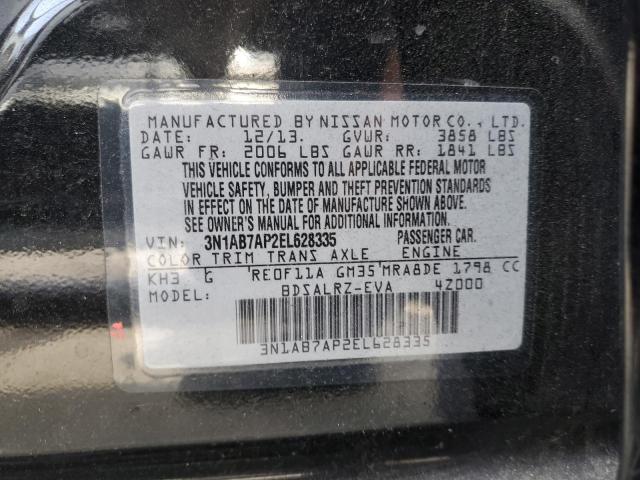 MANUFACTURED BY NISSAN MOTOR CO., LTD.
DATE: 12/13. GVWR: 3858 LBS
GAWR FR: 2006 LBS GAWR RR: 1841 LBS
THIS VEHICLE CONFORMS TO ALL APPLICABLE FEDERAL MOTOR
VEHICLE SAFETY, BUMPER AND THEFT PREVENTION STANDARDS
IN EFFECT ON THE DATE OF MANUFACTURE SHOWN ABOVE.
SEE OWNER'S MANUAL FOR ADDITIONAL INFORMATION.
VIN: 3N1AB7AP2EL628335 PASSENGER CAR.
COLOR TRIM TRANS AXLE ENGINE
KH3 G RE0F11A GM35 MRA8DE 1798 CC
MODEL: BDSALRZ-EVA 4Z000
3N1AB7AP2EL628335